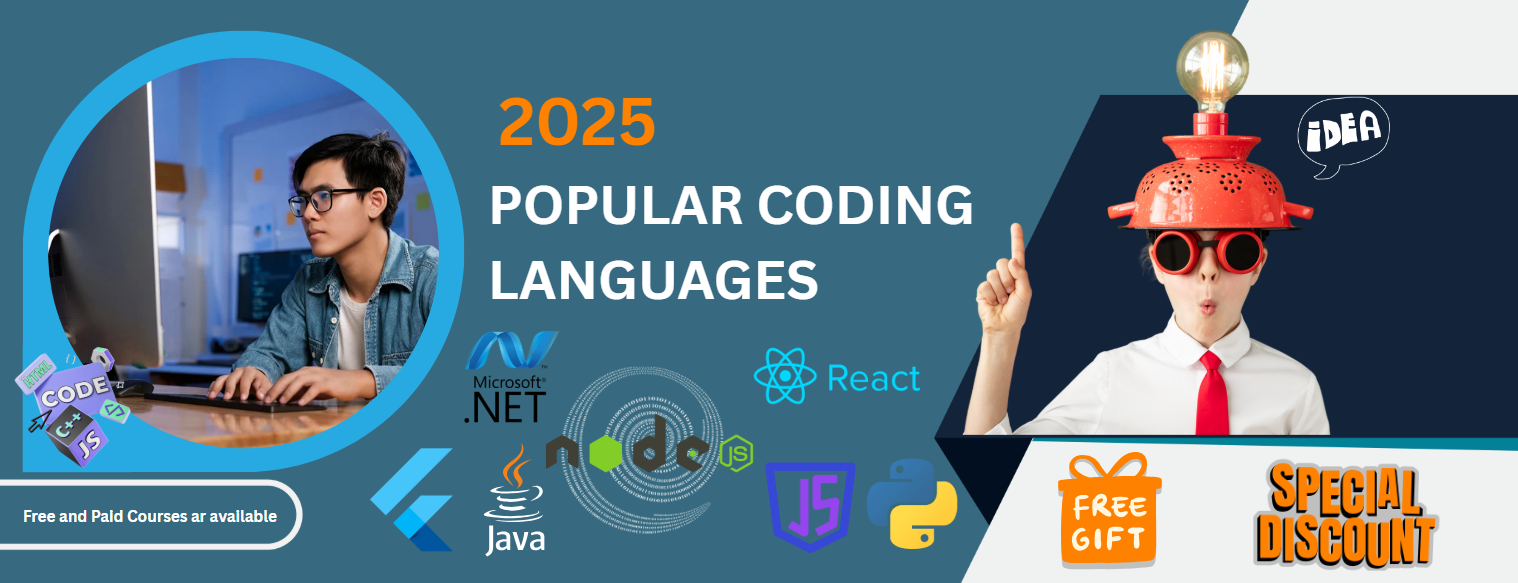 2025
POPULAR CODING
LANGUAGES
IDEA
HTML
CODE
C++
JS
Microsoft®
.NET
React
node
JS
Java
JS
Free and Paid Courses ar available
FREE
GIFT
SPECIAL
DISCOUNT